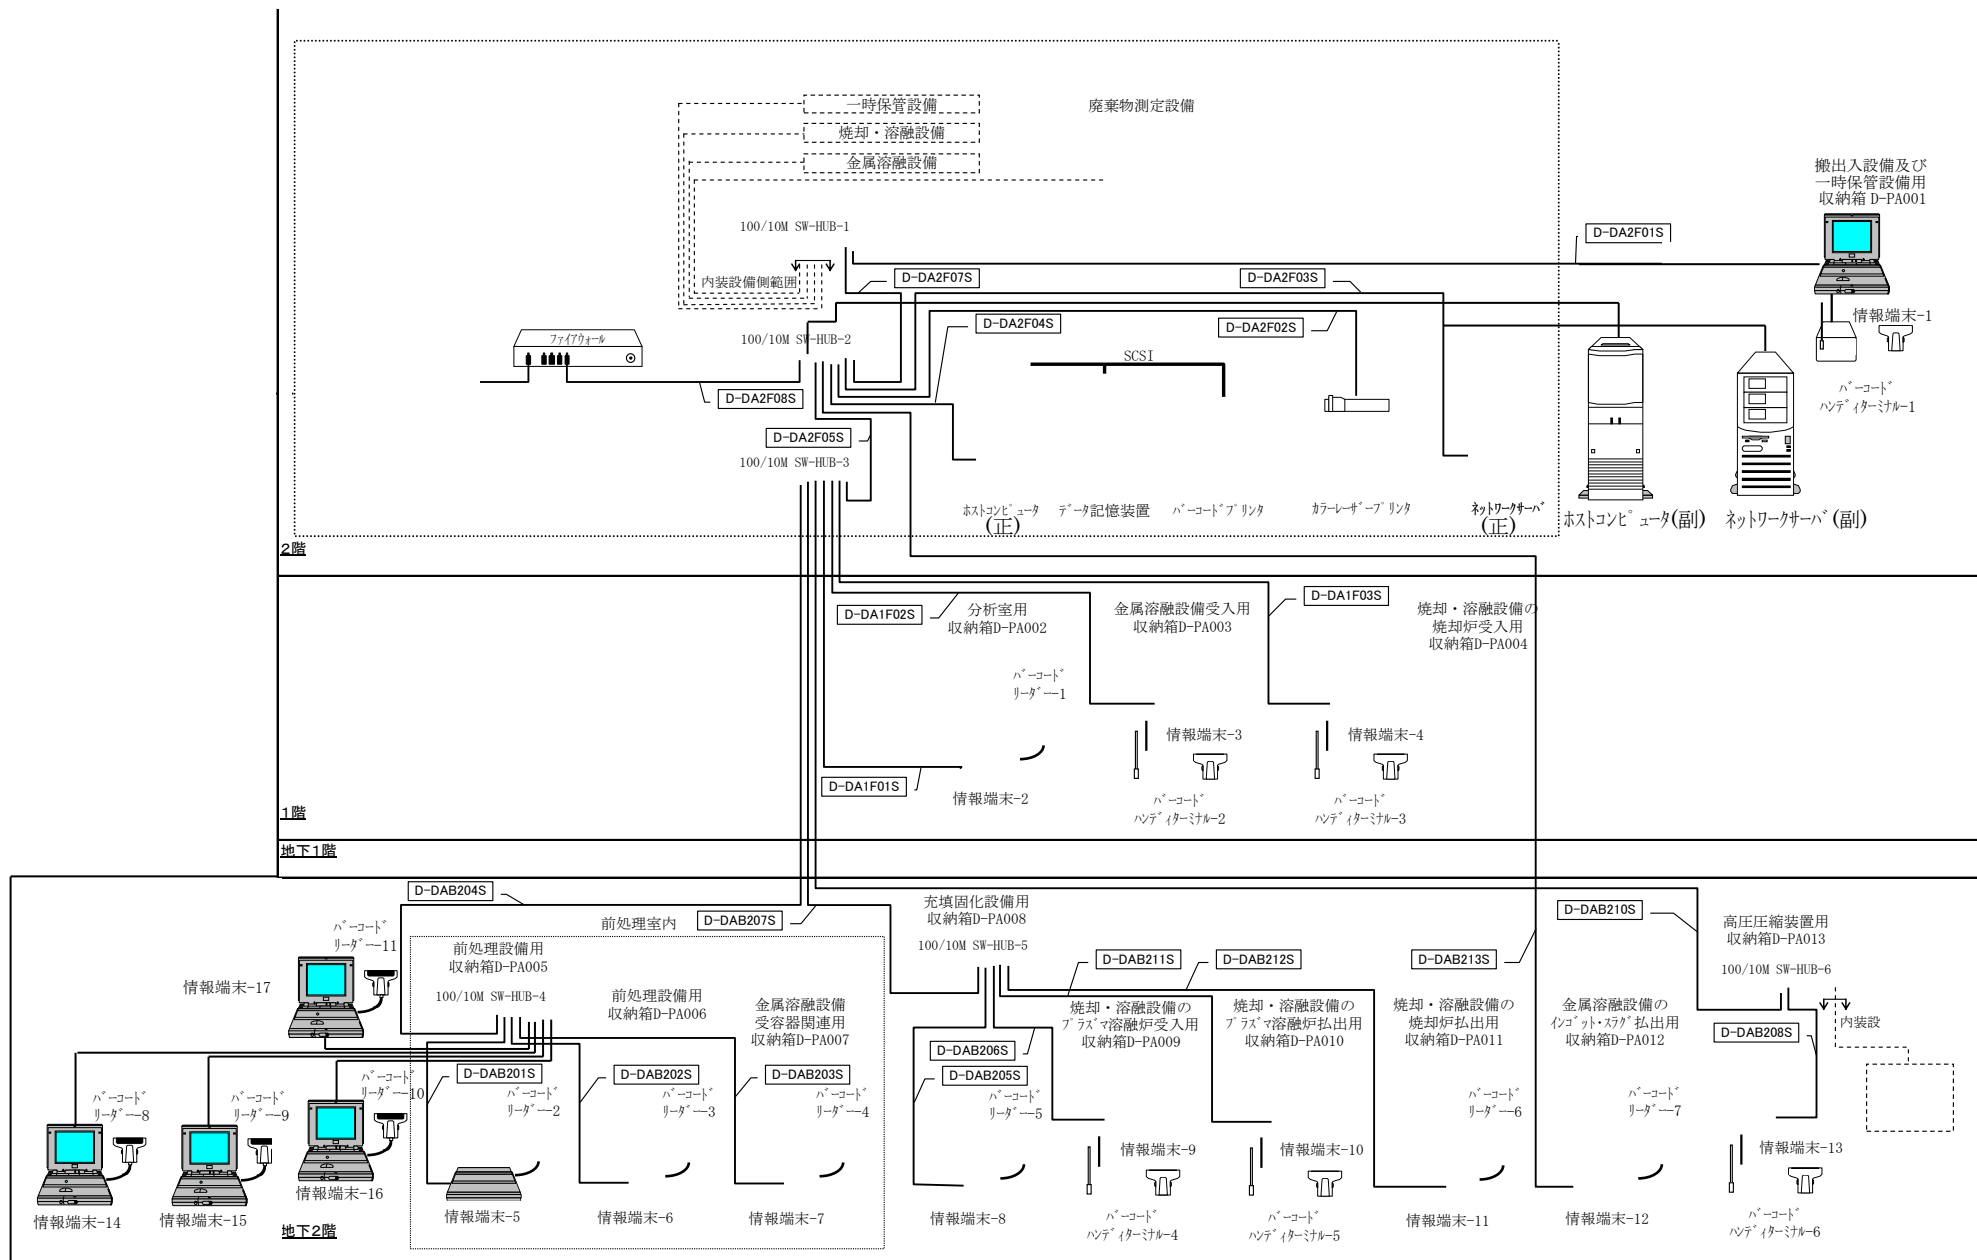 一時保管設備
焼却・溶融設備
金属溶融設備
廃棄物測定設備
搬出入設備及び
一時保管設備用
収納箱 D-PA001
100/10M SW-HUB-1
D-DA2F01S
内装設備側範囲
D-DA2F07S
D-DA2F03S
情報端末-1
ファイアウォール
100/10M SW-HUB-2
D-DA2F04S
D-DA2F02S
SCSI
バーコード
ハンディターミナル-1
D-DA2F08S
D-DA2F05S
100/10M SW-HUB-3
ホストコンピュータ
(正)
データ記憶装置
バーコードプリンタ
カラーレーザープリンタ
ネットワークサーバ
(正)
ホストコンピュータ(副)
ネットワークサーバ(副)
2階
D-DA1F02S
分析室用
収納箱D-PA002
金属溶融設備受入用
収納箱D-PA003
D-DA1F03S
焼却・溶融設備の
焼却炉受入用
収納箱D-PA004
バーコード
リーダー-1
情報端末-3
情報端末-4
D-DA1F01S
情報端末-2
バーコード
ハンディターミナル-2
バーコード
ハンディターミナル-3
1階
地下1階
D-DAB204S
前処理室内
D-DAB207S
充填固化設備用
収納箱D-PA008
100/10M SW-HUB-5
D-DAB210S
高圧圧縮装置用
収納箱D-PA013
100/10M SW-HUB-6
バーコード
リーダー-11
情報端末-17
前処理設備用
収納箱D-PA005
100/10M SW-HUB-4
前処理設備用
収納箱D-PA006
金属溶融設備
受容器関連用
収納箱D-PA007
D-DAB211S
D-DAB212S
D-DAB213S
焼却・溶融設備の
プラズマ溶融炉受入用
収納箱D-PA009
焼却・溶融設備の
プラズマ溶融炉払出用
収納箱D-PA010
焼却・溶融設備の
焼却炉払出用
収納箱D-PA011
金属溶融設備の
インゴット・スラグ払出用
収納箱D-PA012
内装設
D-DAB208S
D-DAB206S
D-DAB201S
D-DAB202S
D-DAB203S
D-DAB205S
バーコード
リーダー-8
バーコード
リーダー-9
バーコード
リーダー-10
バーコード
リーダー-2
バーコード
リーダー-3
バーコード
リーダー-4
バーコード
リーダー-5
バーコード
リーダー-6
バーコード
リーダー-7
情報端末-9
情報端末-10
情報端末-13
情報端末-14
情報端末-15
情報端末-16
情報端末-5
情報端末-6
情報端末-7
情報端末-8
バーコード
ハンディターミナル-4
バーコード
ハンディターミナル-5
情報端末-11
情報端末-12
バーコード
ハンディターミナル-6
地下2階